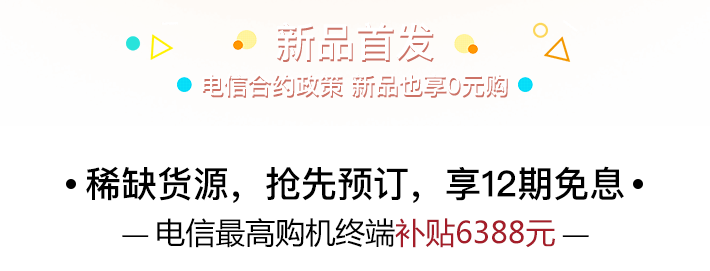 新品首发
电信合约政策 新品也享0元购
• 稀缺货源，抢先预订，享12期免息 •
— 电信最高购机终端补贴6388元 —